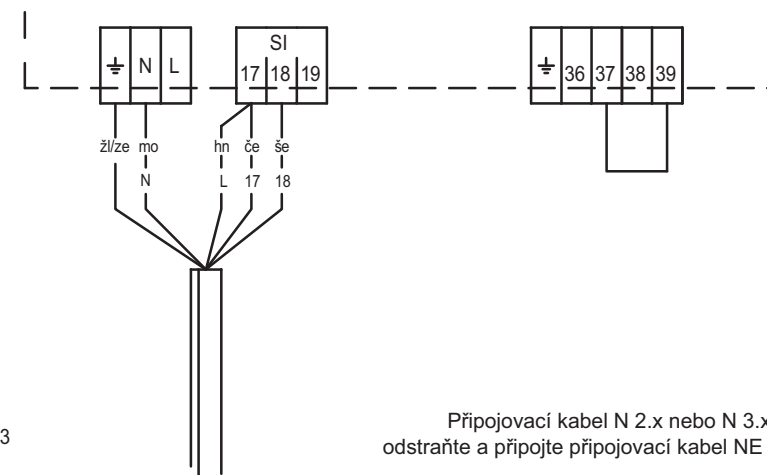 SI
N L
17 18 19
36 37 38 39
žl/ze mo hn če še
N L 17 18
3
Připojovací kabel N 2.x nebo N 3.x
odstraňte a připojte připojovací kabel NE